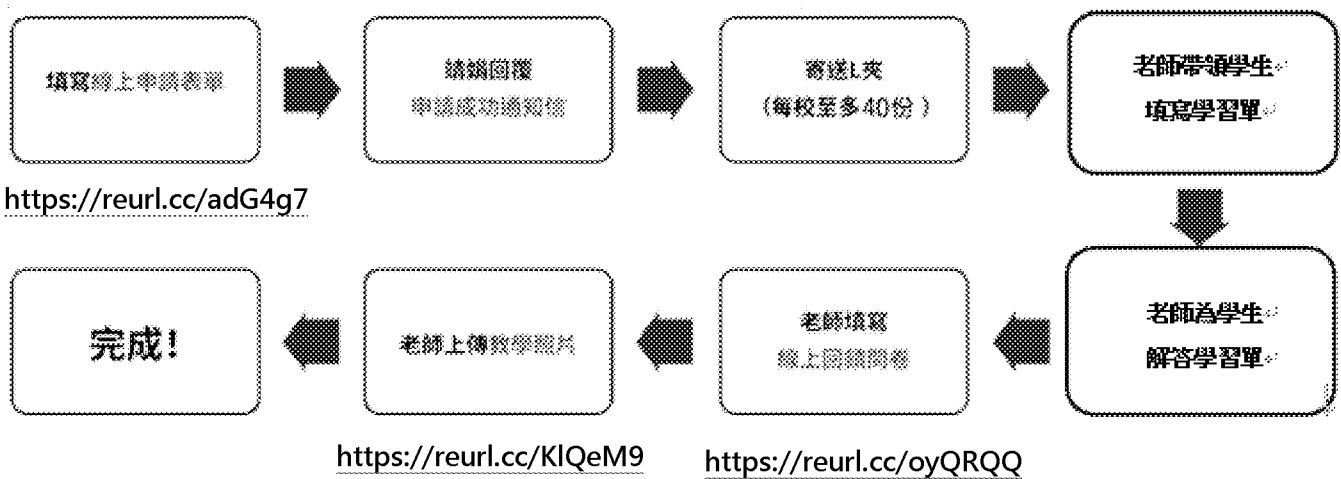 填寫線上申請表單
https://reurl.cc/adG4g7
蜻蜓回覆
申請成功通知信
寄送L夾
（每校至多40份）
老師帶領學生
填寫學習單
老師為學生
解答學習單
老師填寫
線上回饋問卷
https://reurl.cc/oyQRQQ
老師上傳教學照片
https://reurl.cc/KlQeM9
完成！